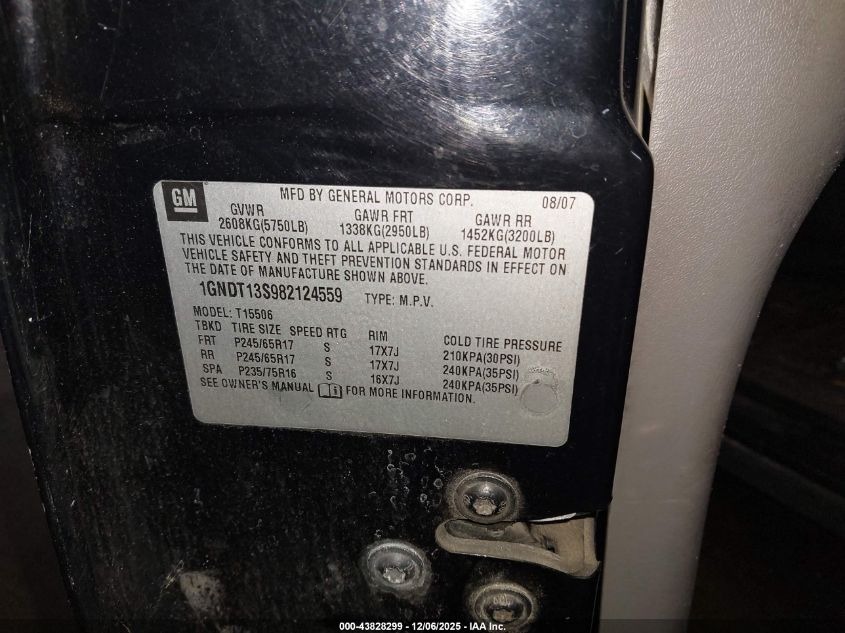 GM
MFD BY GENERAL MOTORS CORP. 08/07
GVWR GAWR FRT GAWR RR
2608KG(5750LB) 1338KG(2950LB) 1452KG(3200LB)
THIS VEHICLE CONFORMS TO ALL APPLICABLE U.S. FEDERAL MOTOR
VEHICLE SAFETY AND THEFT PREVENTION STANDARDS IN EFFECT ON
THE DATE OF MANUFACTURE SHOWN ABOVE.
1GNDT13S982124559 TYPE: M.P.V.
MODEL: T15506
TBKD TIRE SIZE SPEED RTG RIM COLD TIRE PRESSURE
FRT P245/65R17 S 17X7J 210KPA(30PSI)
RR P245/65R17 S 17X7J 240KPA(35PSI)
SPA P235/75R16 S 16X7J 240KPA(35PSI)
SEE OWNER'S MANUAL FOR MORE INFORMATION.
000-43828299 - 12/06/2025 - IAA Inc.